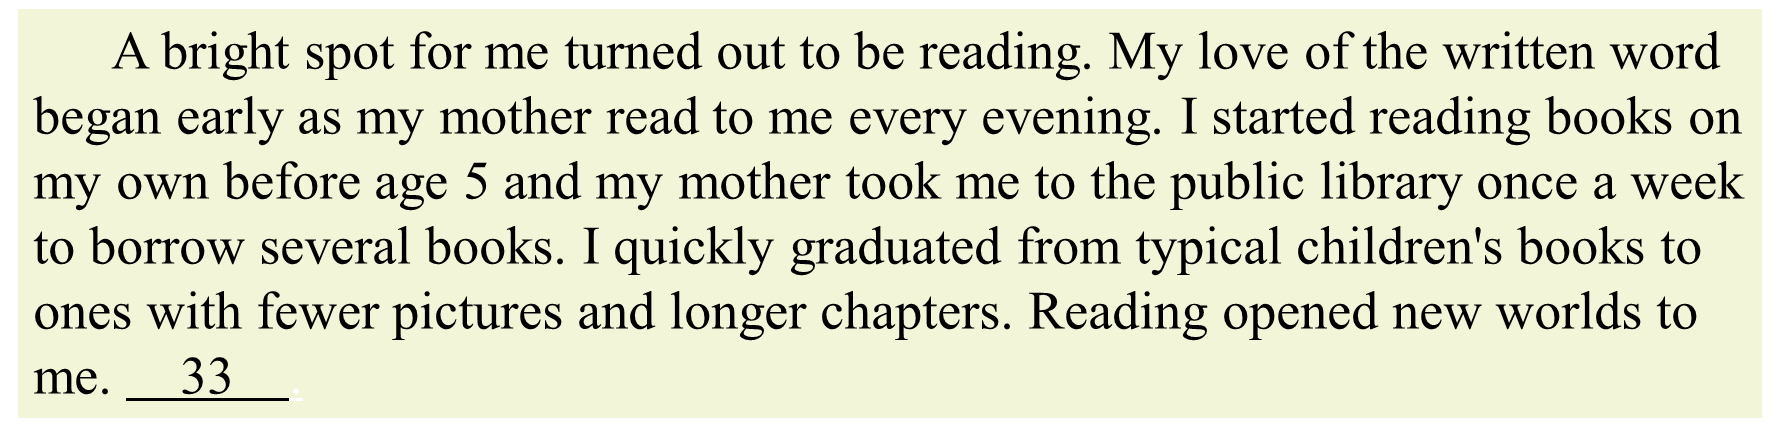 A bright spot for me turned out to be reading. My love of the written word
began early as my mother read to me every evening. I started reading books on
my own before age 5 and my mother took me to the public library once a week
to borrow several books. I quickly graduated from typical children's books to
ones with fewer pictures and longer chapters. Reading opened new worlds to
me. __33__.